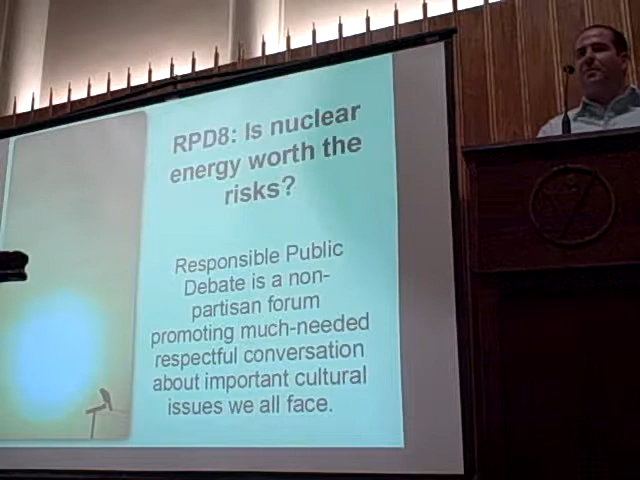 RPD8: Is nuclear
energy worth the
risks?
Responsible Public
Debate is a non-
partisan forum
promoting much-needed
respectful conversation
about important cultural
issues we all face.